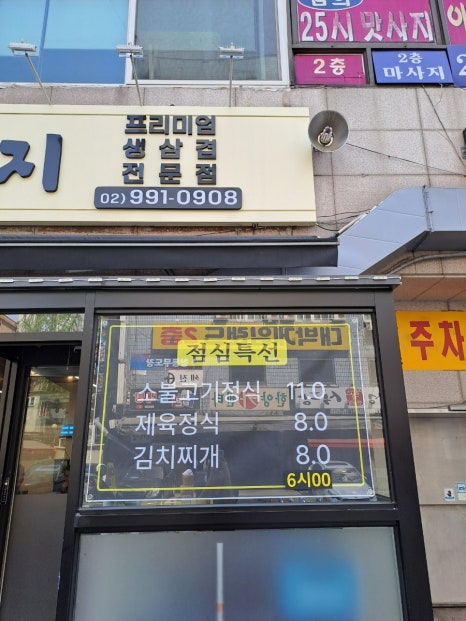 25시 맛사지
2층
2층
마사지
지
프리미엄
생삼겹
전문점
02) 991-0908
점심특선
소불고기정식 11.0
제육정식 8.0
김치찌개 8.0
6시00
주차